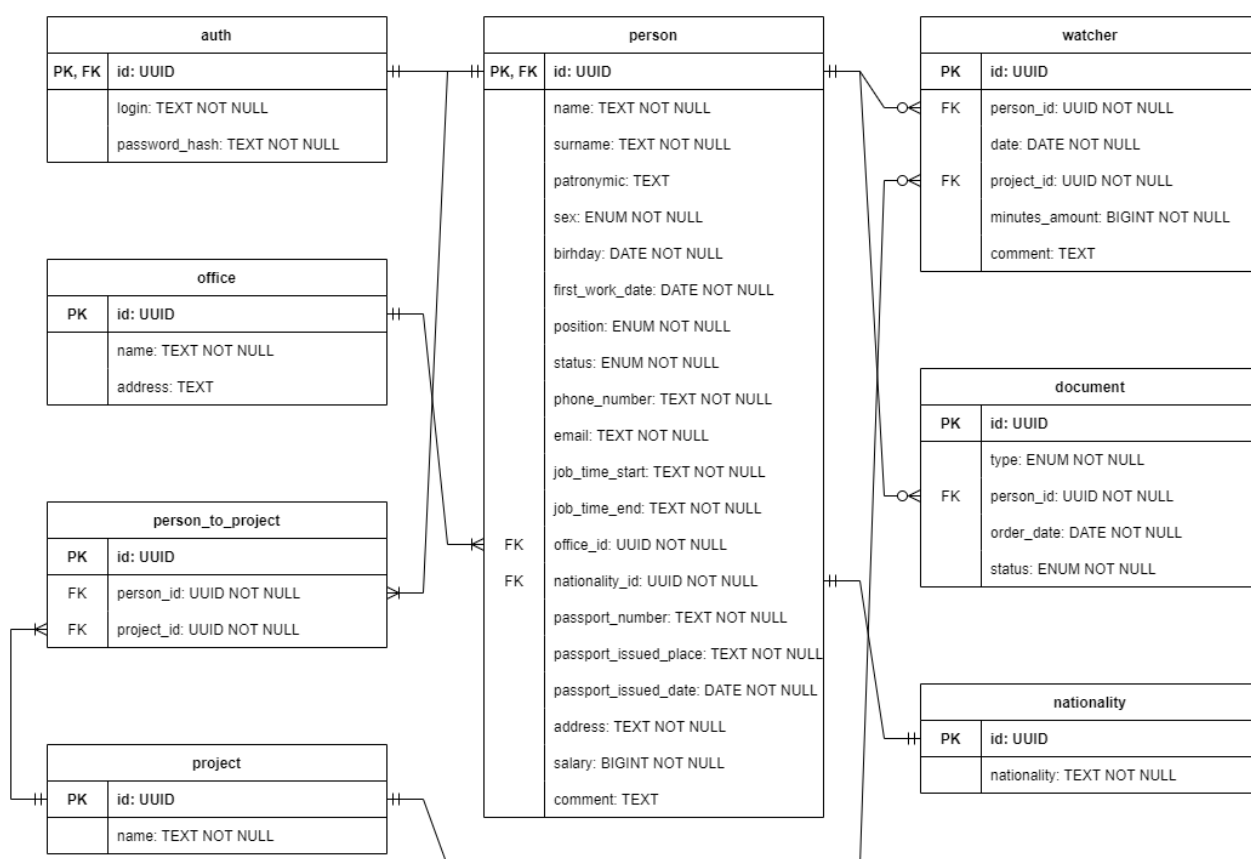 auth
PK, FK id: UUID
login: TEXT NOT NULL
password_hash: TEXT NOT NULL
office
PK id: UUID
name: TEXT NOT NULL
address: TEXT
person_to_project
PK id: UUID
FK person_id: UUID NOT NULL
FK project_id: UUID NOT NULL
project
PK id: UUID
name: TEXT NOT NULL
person
PK, FK id: UUID
name: TEXT NOT NULL
surname: TEXT NOT NULL
patronymic: TEXT
sex: ENUM NOT NULL
birhday: DATE NOT NULL
first_work_date: DATE NOT NULL
position: ENUM NOT NULL
status: ENUM NOT NULL
phone_number: TEXT NOT NULL
email: TEXT NOT NULL
job_time_start: TEXT NOT NULL
job_time_end: TEXT NOT NULL
FK office_id: UUID NOT NULL
FK nationality_id: UUID NOT NULL
passport_number: TEXT NOT NULL
passport_issued_place: TEXT NOT NULL
passport_issued_date: DATE NOT NULL
address: TEXT NOT NULL
salary: BIGINT NOT NULL
comment: TEXT
watcher
PK id: UUID
FK person_id: UUID NOT NULL
date: DATE NOT NULL
FK project_id: UUID NOT NULL
minutes_amount: BIGINT NOT NULL
comment: TEXT
document
PK id: UUID
type: ENUM NOT NULL
FK person_id: UUID NOT NULL
order_date: DATE NOT NULL
status: ENUM NOT NULL
nationality
PK id: UUID
nationality: TEXT NOT NULL